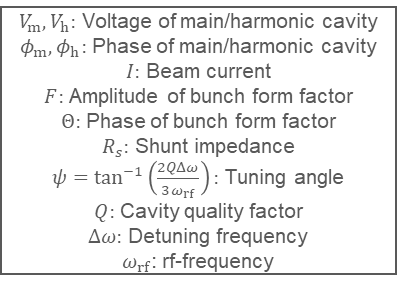 V_m, V_h: Voltage of main/harmonic cavity
ϕ_m, ϕ_h: Phase of main/harmonic cavity
I: Beam current
F: Amplitude of bunch form factor
Θ: Phase of bunch form factor
R_s: Shunt impedance
ψ = tan⁻¹ (2QΔω / 3 ω_rf): Tuning angle
Q: Cavity quality factor
Δω: Detuning frequency
ω_rf: rf-frequency